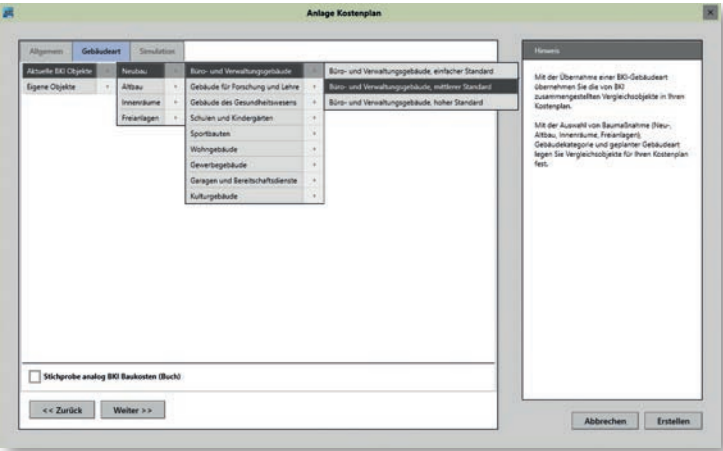 Anlage Kostenplan
Allgemein Gebäudeart Simulation
Aktuelle BKI Objekte
Eigene Objekte
Neubau
Altbau
Innenräume
Freianlagen
Büro- und Verwaltungsgebäude
Gebäude für Forschung und Lehre
Gebäude des Gesundheitswesens
Schulen und Kindergärten
Sportbauten
Wohngebäude
Gewerbegebäude
Garagen und Bereitschaftsdienste
Kulturgebäude
Büro- und Verwaltungsgebäude, einfacher Standard
Büro- und Verwaltungsgebäude, mittlerer Standard
Büro- und Verwaltungsgebäude, hoher Standard
Stichprobe analog BKI Baukosten (Buch)
<< Zurück Weiter >>
Hinweis
Mit der Übernahme einer BKI-Gebäudeart
übernehmen Sie die von BKI
zusammengestellten Vergleichsobjekte in Ihren
Kostenplan.
Mit der Auswahl von Baumaßnahme (Neu-,
Altbau, Innenräume, Freianlagen),
Gebäudekategorie und geplanter Gebäudeart
legen Sie Vergleichsobjekte für Ihren Kostenplan
fest.
Abbrechen Erstellen